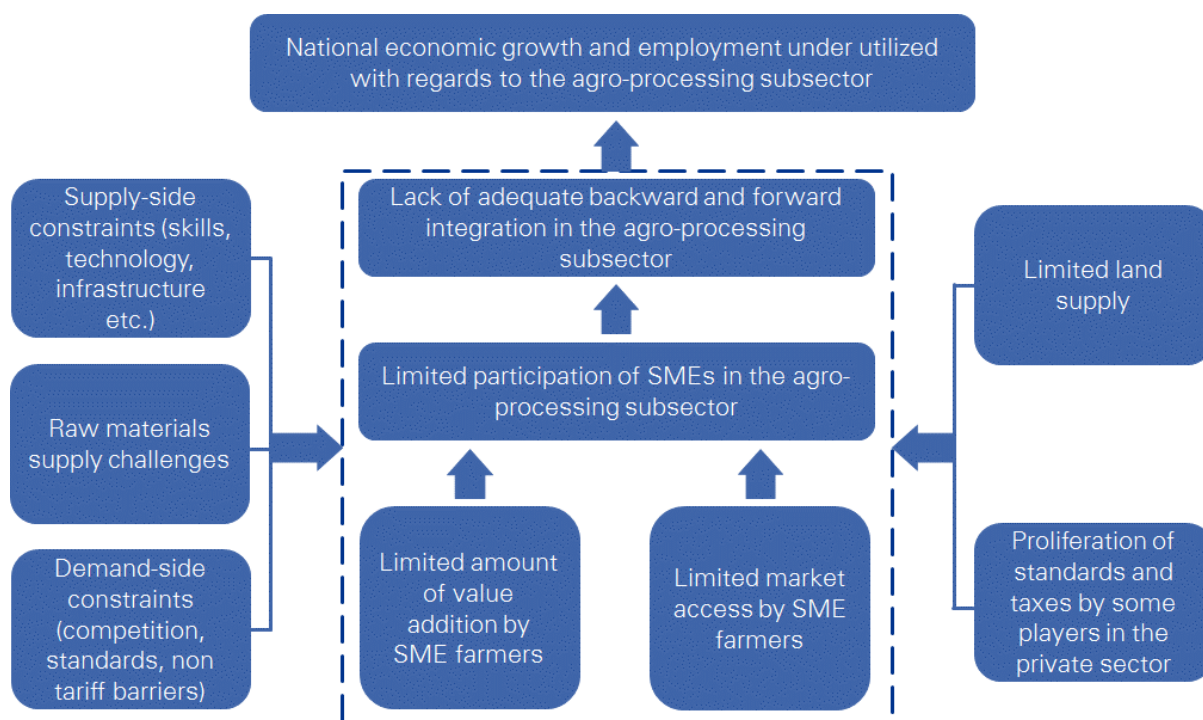 National economic growth and employment under utilized
with regards to the agro-processing subsector
Supply-side
constraints (skills,
technology,
infrastructure
etc.)
Raw materials
supply challenges
Demand-side
constraints
(competition,
standards, non
tariff barriers)
Lack of adequate backward and forward
integration in the agro-processing
subsector
Limited participation of SMEs in the agro-
processing subsector
Limited amount
of value
addition by
SME farmers
Limited market
access by SME
farmers
Limited land
supply
Proliferation of
standards and
taxes by some
players in the
private sector